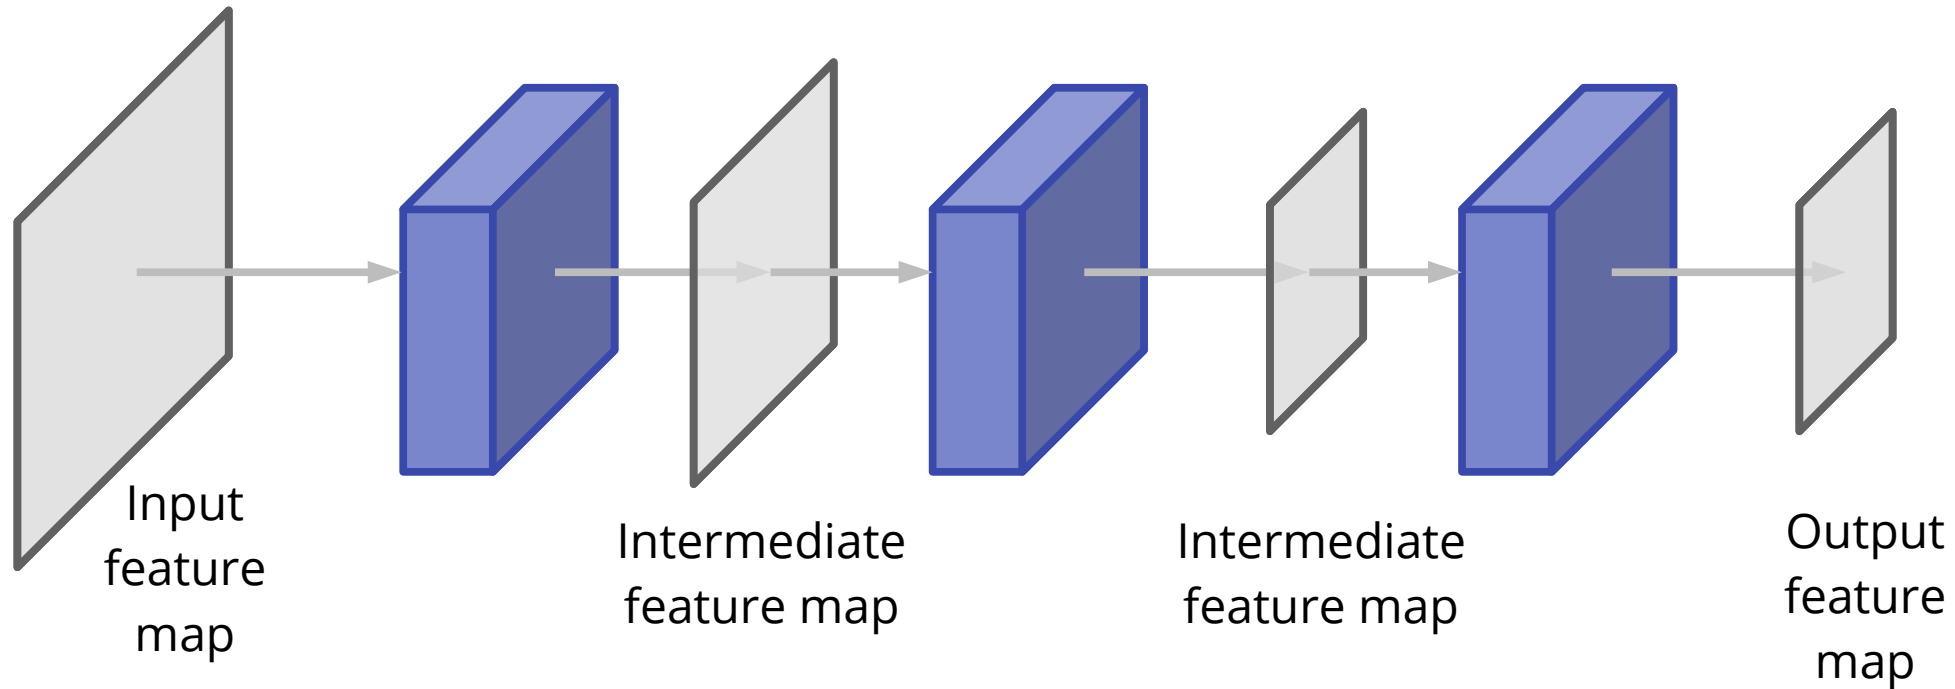 Input
feature
map
Intermediate
feature map
Intermediate
feature map
Output
feature
map